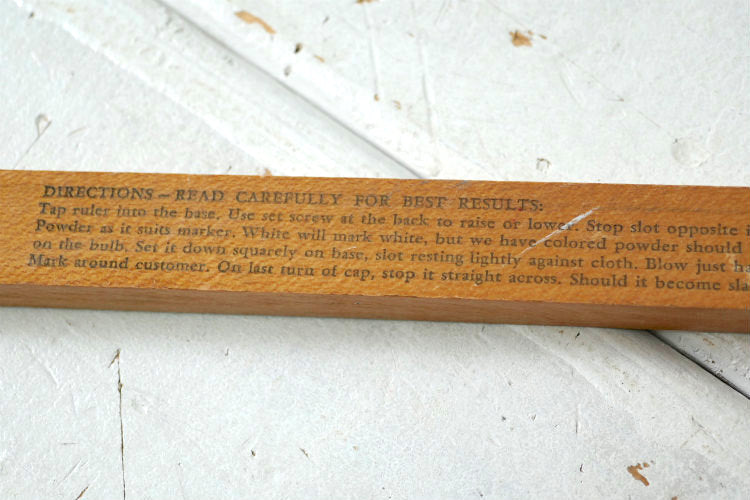 DIRECTIONS — READ CAREFULLY FOR BEST RESULTS:
Tap ruler into the base. Use set screw at the back to raise or lower. Stop slot opposite
Powder as it suits marker. White will mark white, but we have colored powder should
on the bulb. Set it down squarely on base, slot resting lightly against cloth. Blow just
Mark around customer. On last turn of cap, stop it straight across. Should it become